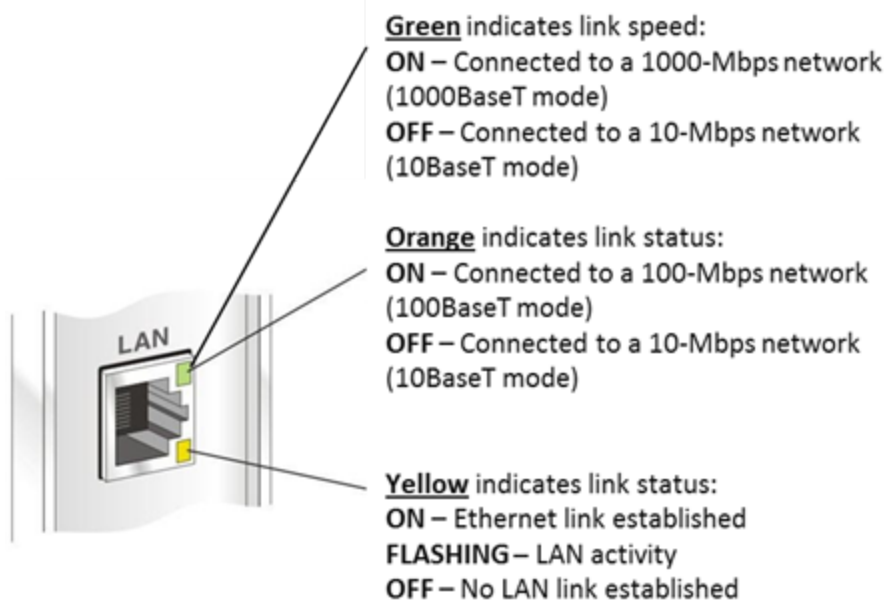 Green indicates link speed:
ON – Connected to a 1000-Mbps network
(1000BaseT mode)
OFF – Connected to a 10-Mbps network
(10BaseT mode)
Orange indicates link status:
ON – Connected to a 100-Mbps network
(100BaseT mode)
OFF – Connected to a 10-Mbps network
(10BaseT mode)
LAN
Yellow indicates link status:
ON – Ethernet link established
FLASHING – LAN activity
OFF – No LAN link established